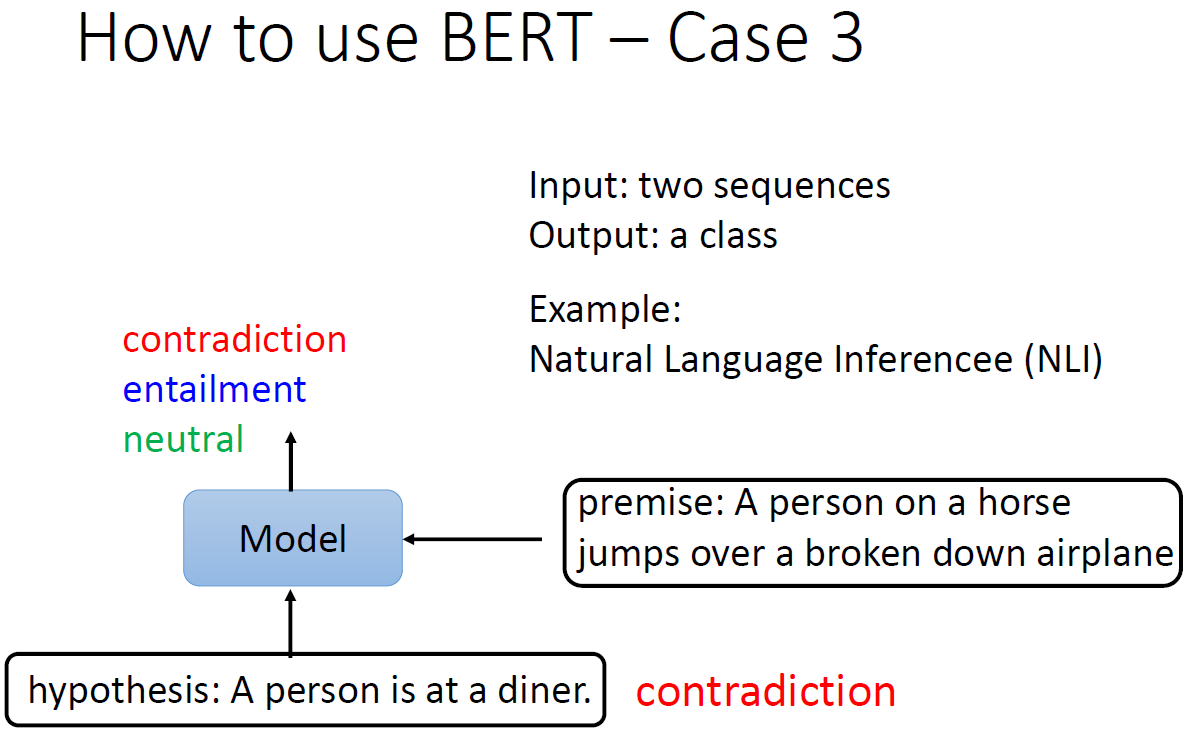 How to use BERT – Case 3
Input: two sequences
Output: a class
Example:
Natural Language Inferencee (NLI)
contradiction
entailment
neutral
Model
premise: A person on a horse
jumps over a broken down airplane
hypothesis: A person is at a diner.
contradiction